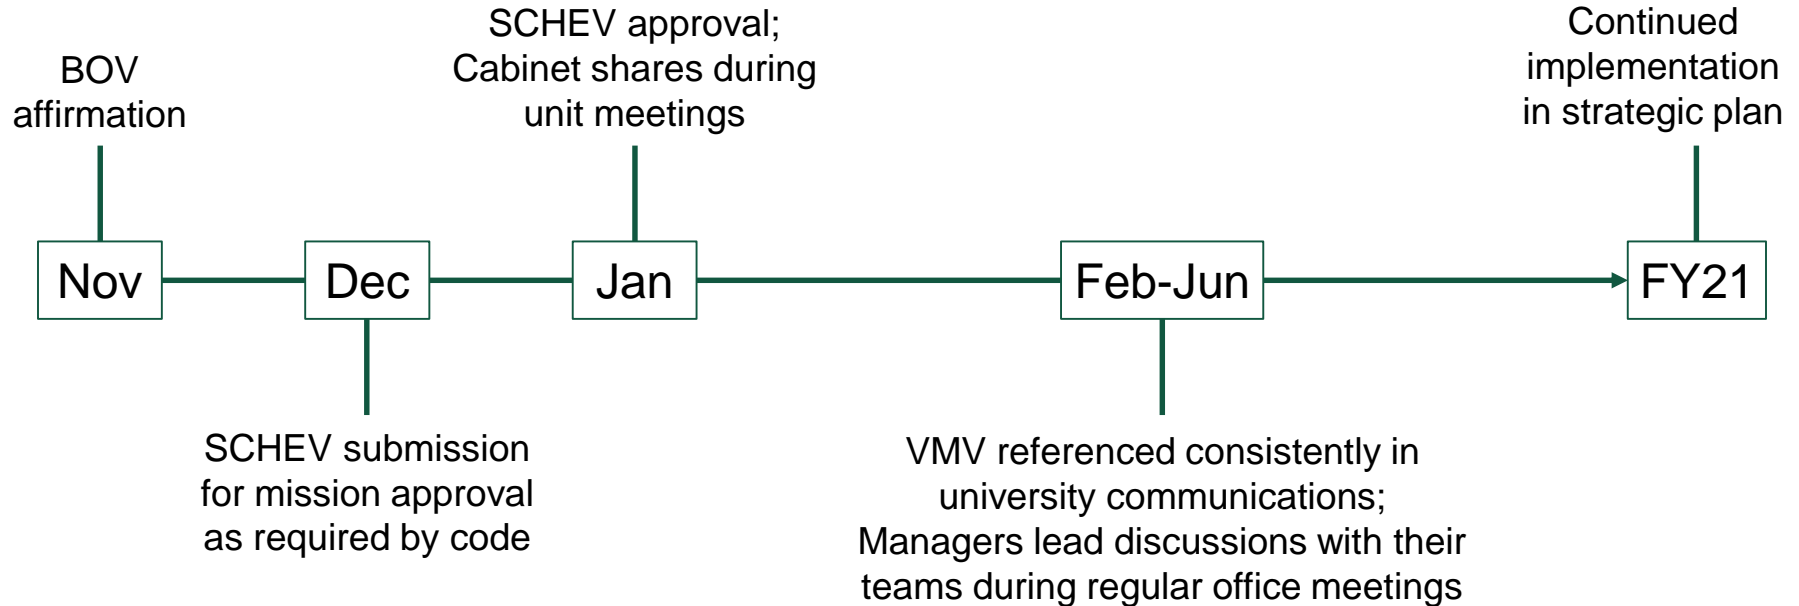 BOV
affirmation
SCHEV approval;
Cabinet shares during
unit meetings
Continued
implementation
in strategic plan
Nov
Dec
Jan
Feb-Jun
FY21
SCHEV submission
for mission approval
as required by code
VMV referenced consistently in
university communications;
Managers lead discussions with their
teams during regular office meetings